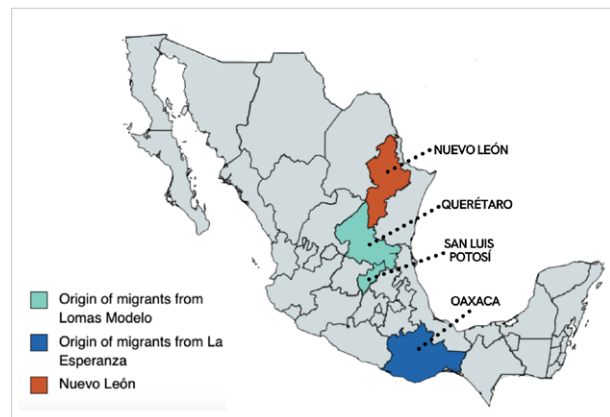 NUEVO LEÓN
QUERÉTARO
SAN LUIS
POTOSÍ
OAXACA
Origin of migrants from
Lomas Modelo
Origin of migrants from La
Esperanza
Nuevo León